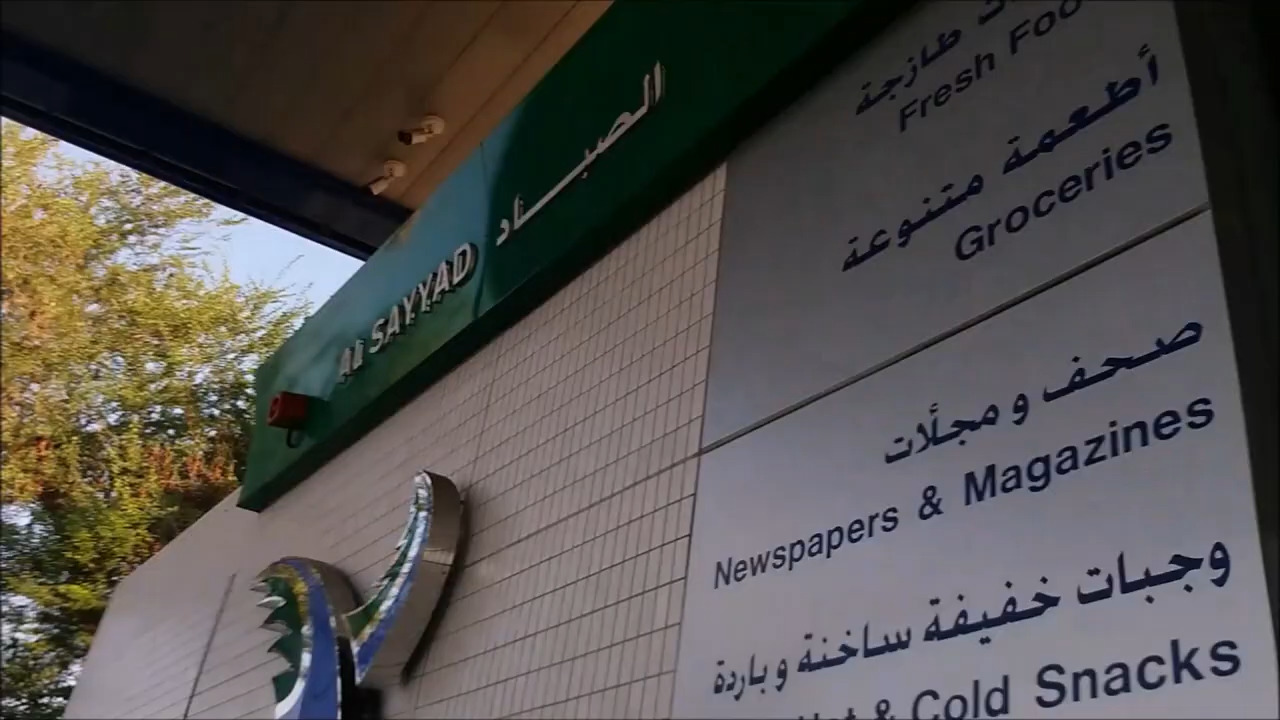 الصياد
AL SAYYAD
طازجة
Fresh
أطعمة متنوعة
Groceries
صحف و مجلات
Newspapers & Magazines
وجبات خفيفة ساخنة و باردة
& Cold Snacks